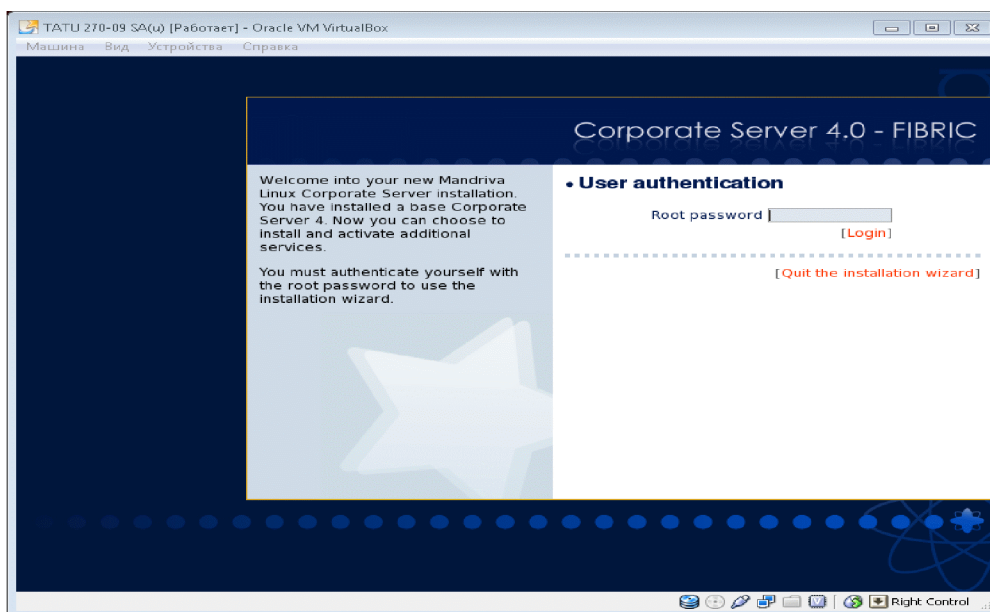 TATU 270-09 SA(u) [Работает] - Oracle VM VirtualBox
Машина Вид Устройства Справка
Corporate Server 4.0 - FIBRIC
Welcome into your new Mandriva
Linux Corporate Server installation.
You have installed a base Corporate
Server 4. Now you can choose to
install and activate additional
services.
You must authenticate yourself with
the root password to use the
installation wizard.
• User authentication
Root password
[Login]
[Quit the installation wizard]
Right Control